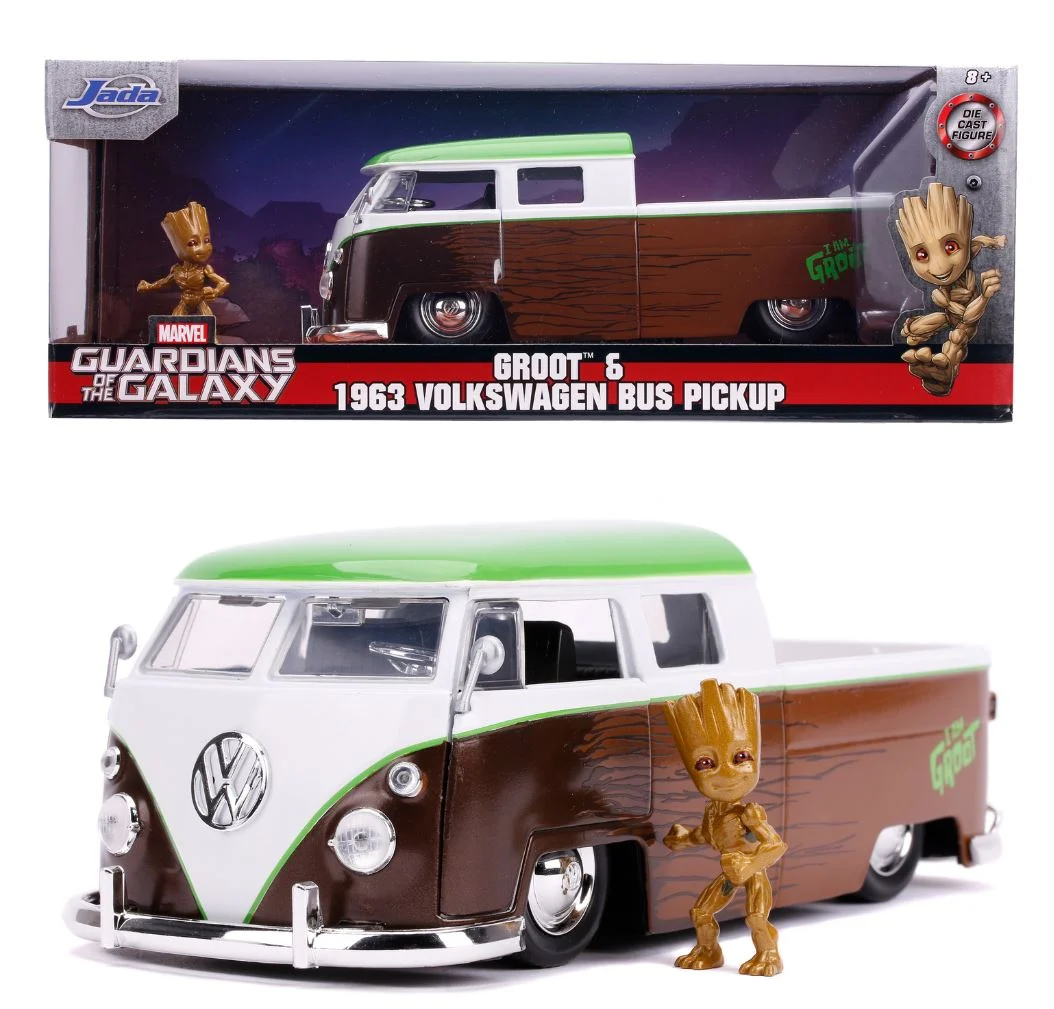 Jada
8+
DIE
CAST
FIGURE
I AM
GROOT
MARVEL
GUARDIANS
OF THE GALAXY
GROOT™ &
1963 VOLKSWAGEN BUS PICKUP
VW
I AM
GROOT